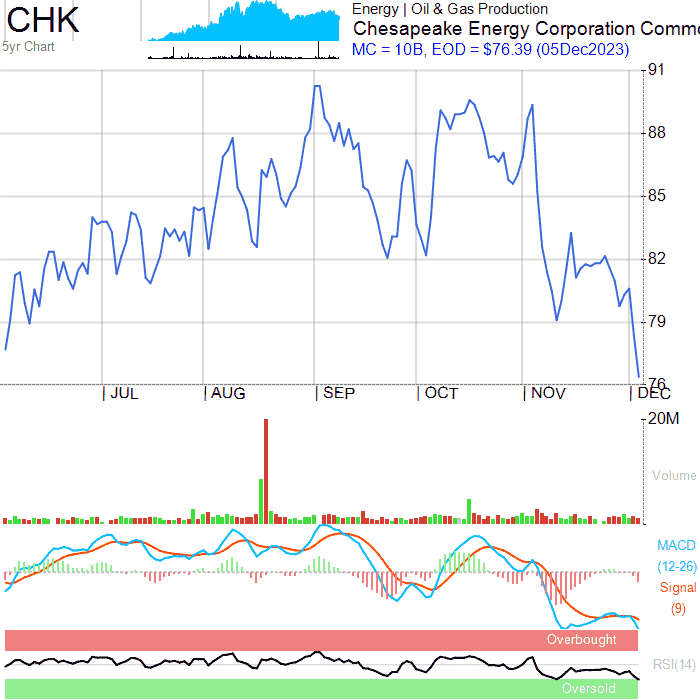 CHK
5yr Chart
Energy | Oil & Gas Production
Chesapeake Energy Corporation Commo
MC = 10B, EOD = $76.39 (05Dec2023)
91
88
85
82
79
76
JUL
AUG
SEP
OCT
NOV
DEC
20M
Volume
MACD
(12-26)
Signal
(9)
Overbought
RSI(14)
Oversold